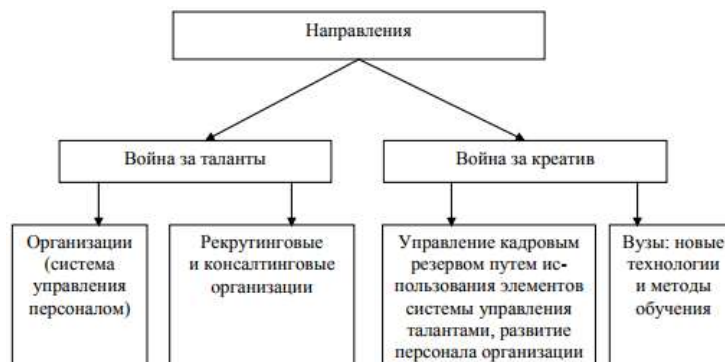 Направления
Война за таланты
Война за креатив
Организации
(система
управления
персоналом)
Рекрутинговые
и консалтинговые
организации
Управление кадровым
резервом путем ис-
пользования элементов
системы управления
талантами, развитие
персонала организации
Вузы: новые
технологии
и методы
обучения